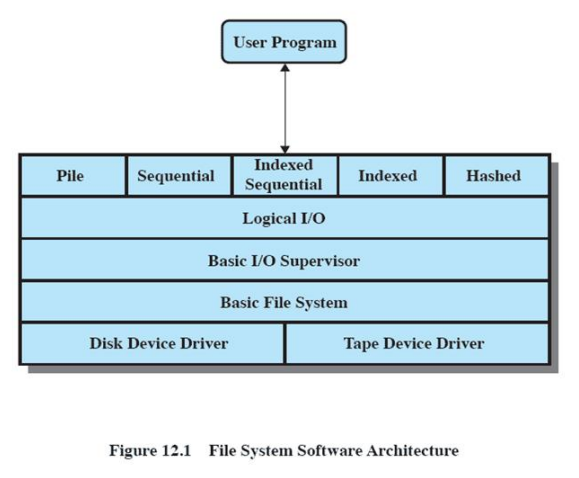 User Program
Pile Sequential Indexed Sequential Indexed Hashed
Logical I/O
Basic I/O Supervisor
Basic File System
Disk Device Driver Tape Device Driver
Figure 12.1 File System Software Architecture